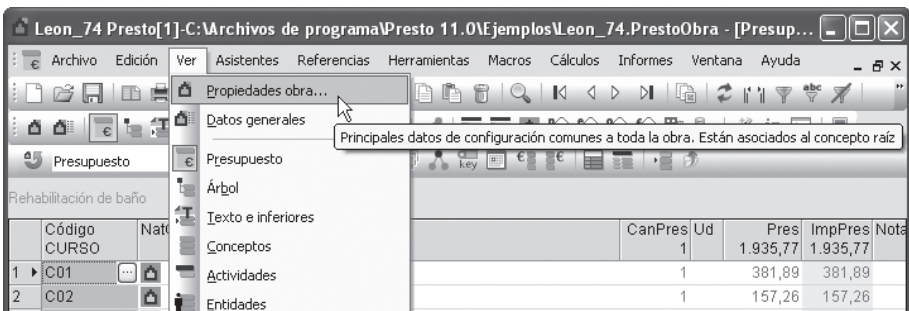 Leon_74 Presto[1]-C:\Archivos de programa\Presto 11.0\Ejemplos\Leon_74.PrestoObra - [Presup...
Archivo Edición Ver Asistentes Referencias Herramientas Macros Cálculos Informes Ventana Ayuda
Propiedades obra...
Datos generales
Principales datos de configuración comunes a toda la obra. Están asociados al concepto raíz
Presupuesto
Presupuesto
key
Árbol
Rehabilitación de baño
Texto e inferiores
Código Nat CanPres Ud Pres ImpPres Nota
CURSO 1 1.935,77 1.935,77
Conceptos
1 C01 ... Actividades 1 381,89 381,89
2 C02 Entidades 1 157,26 157,26